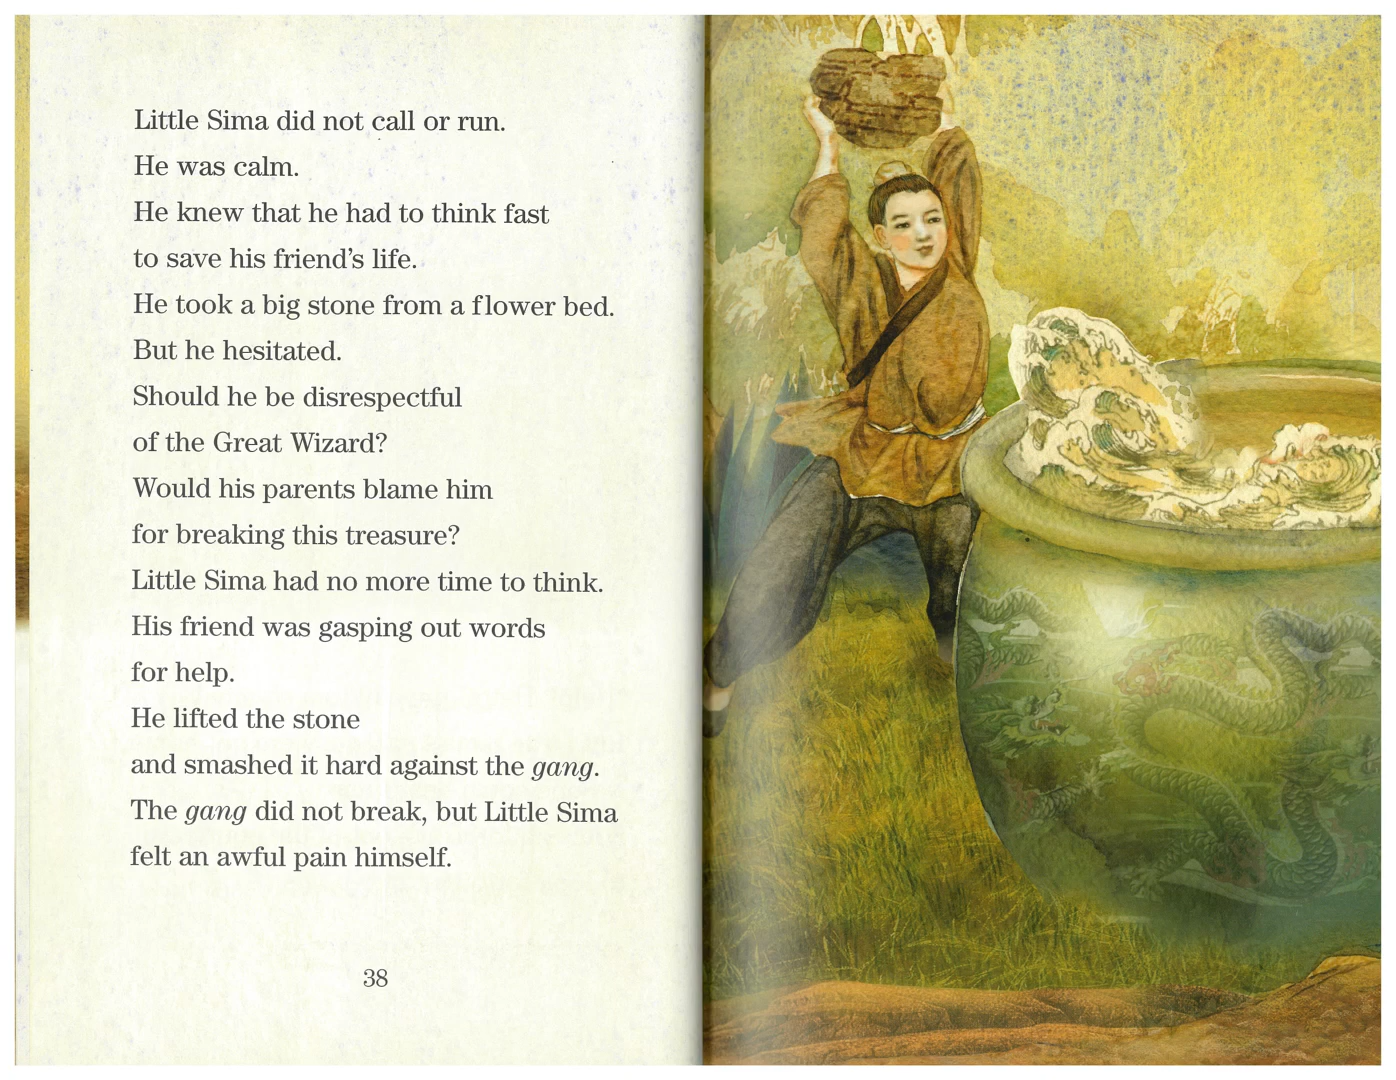 Little Sima did not call or run.
He was calm.
He knew that he had to think fast
to save his friend's life.
He took a big stone from a flower bed.
But he hesitated.
Should he be disrespectful
of the Great Wizard?
Would his parents blame him
for breaking this treasure?
Little Sima had no more time to think.
His friend was gasping out words
for help.
He lifted the stone
and smashed it hard against the gang.
The gang did not break, but Little Sima
felt an awful pain himself.
38